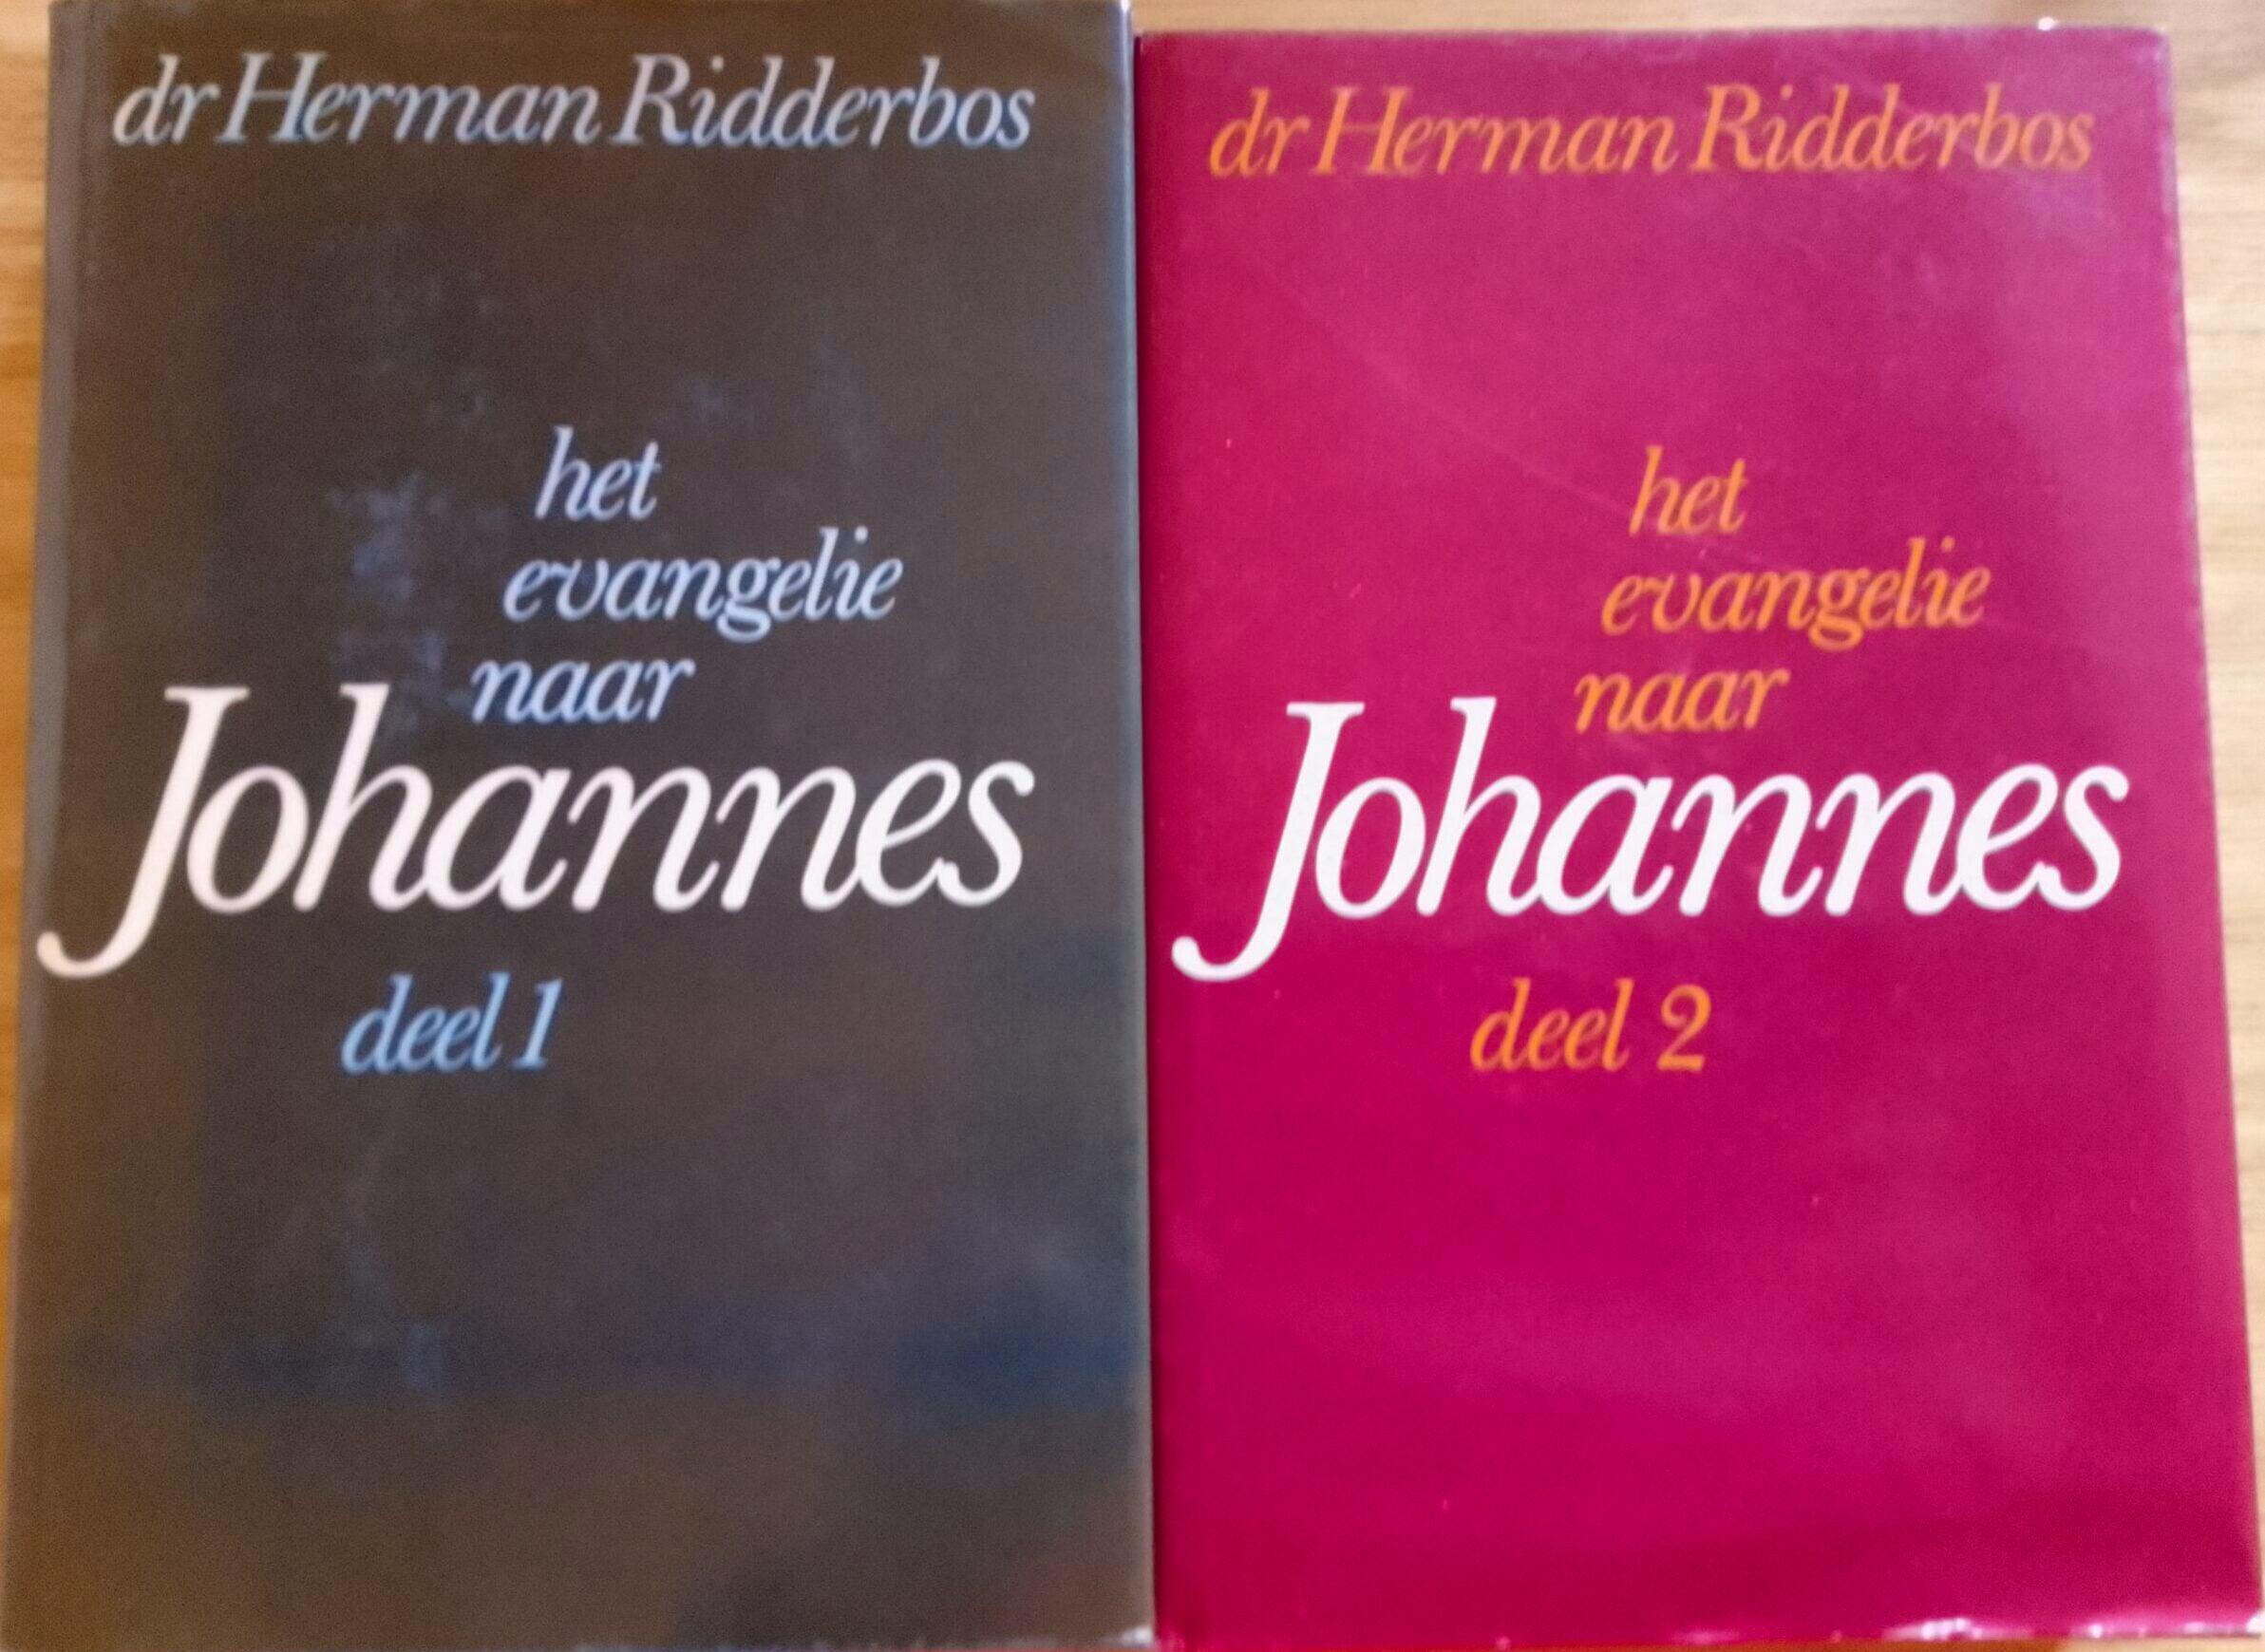 dr Herman Ridderbos
het
evangelie
naar
Johannes
deel 1
dr Herman Ridderbos
het
evangelie
naar
Johannes
deel 2